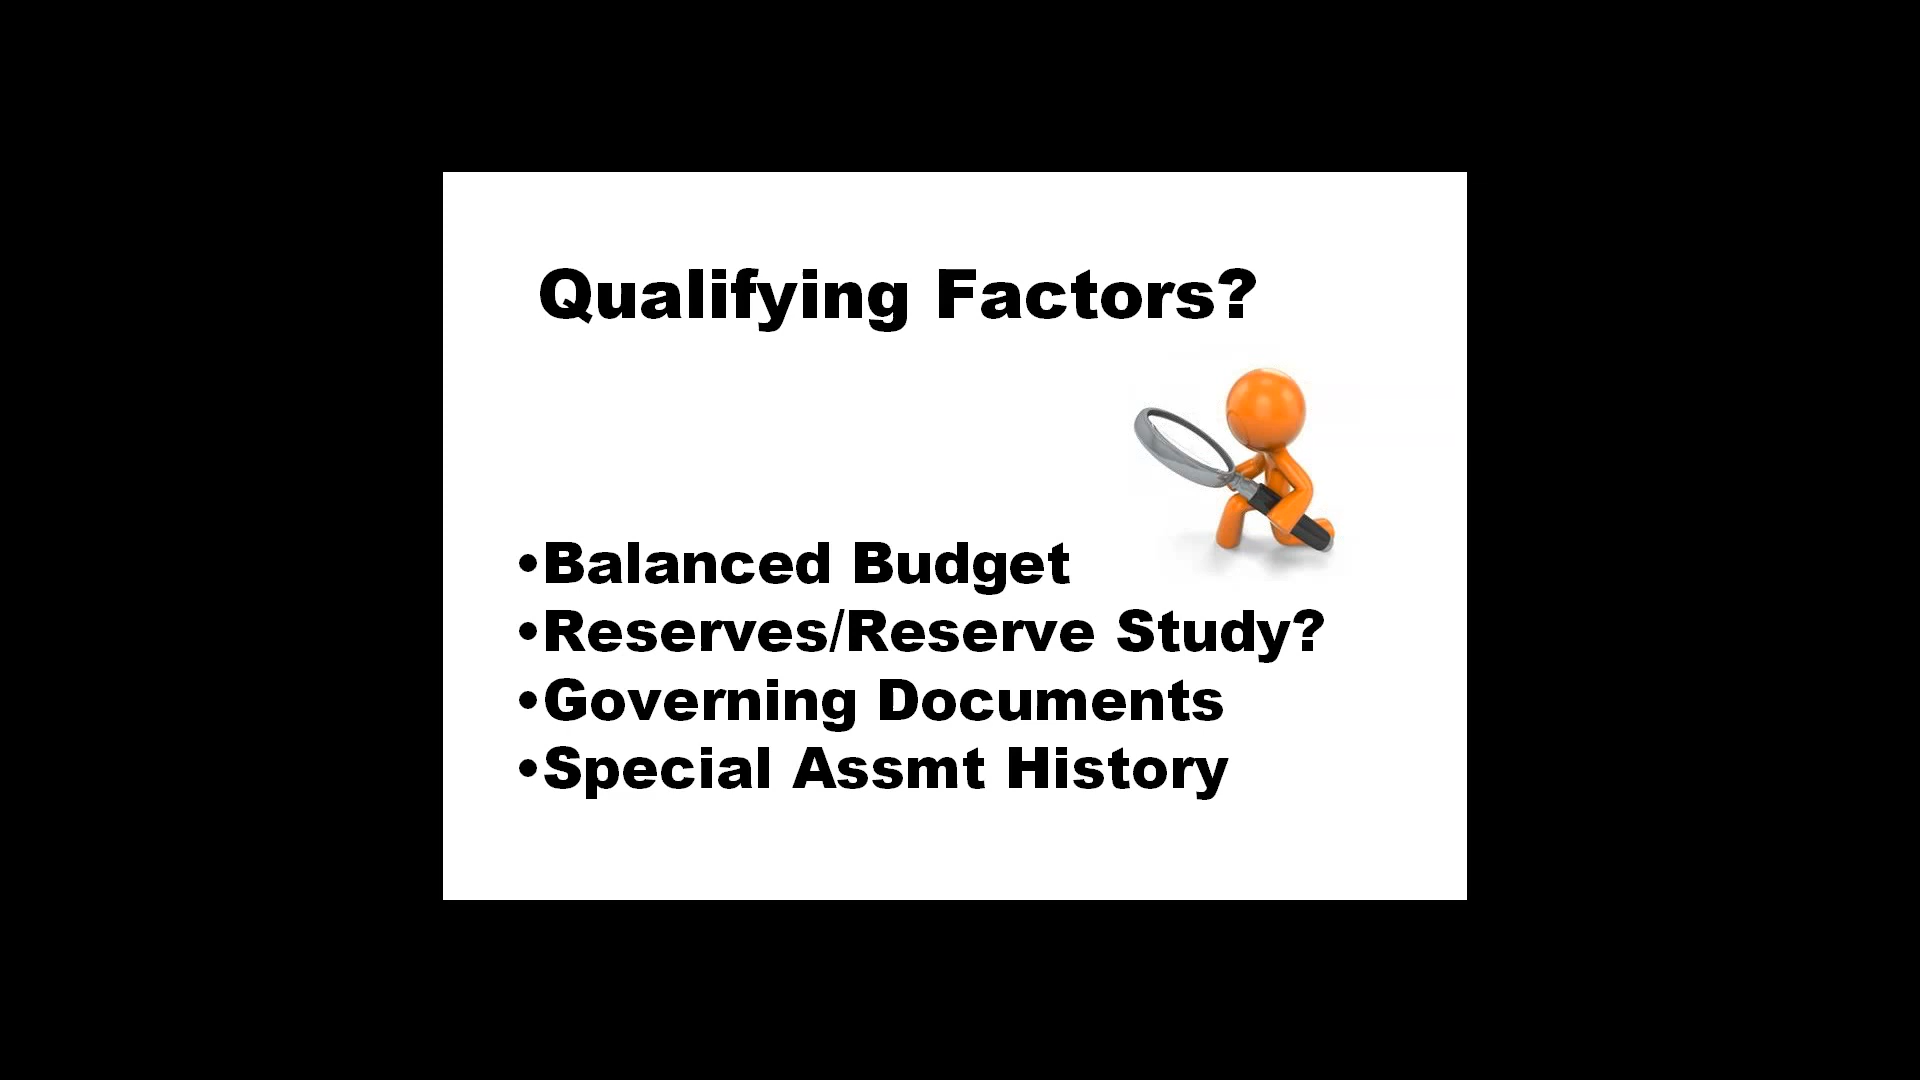 Qualifying Factors?
•Balanced Budget
•Reserves/Reserve Study?
•Governing Documents
•Special Assmt History